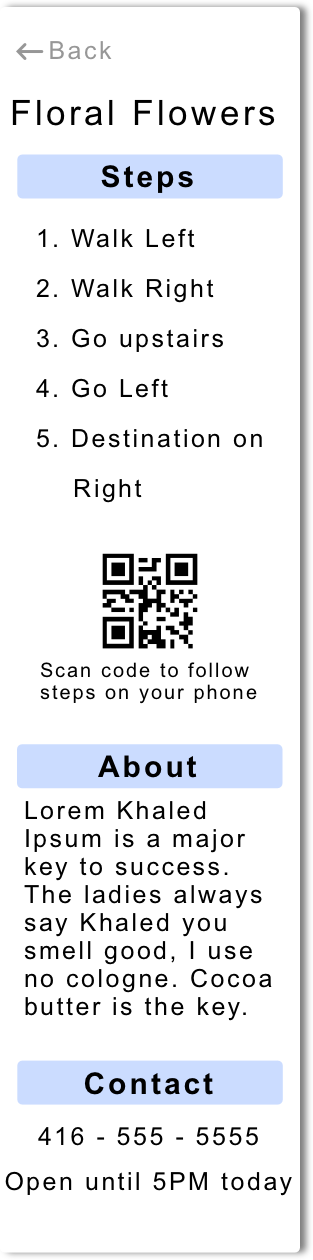 Back
Floral Flowers
Steps
1. Walk Left
2. Walk Right
3. Go upstairs
4. Go Left
5. Destination on
Right
Scan code to follow
steps on your phone
About
Lorem Khaled
Ipsum is a major
key to success.
The ladies always
say Khaled you
smell good, I use
no cologne. Cocoa
butter is the key.
Contact
416 - 555 - 5555
Open until 5PM today